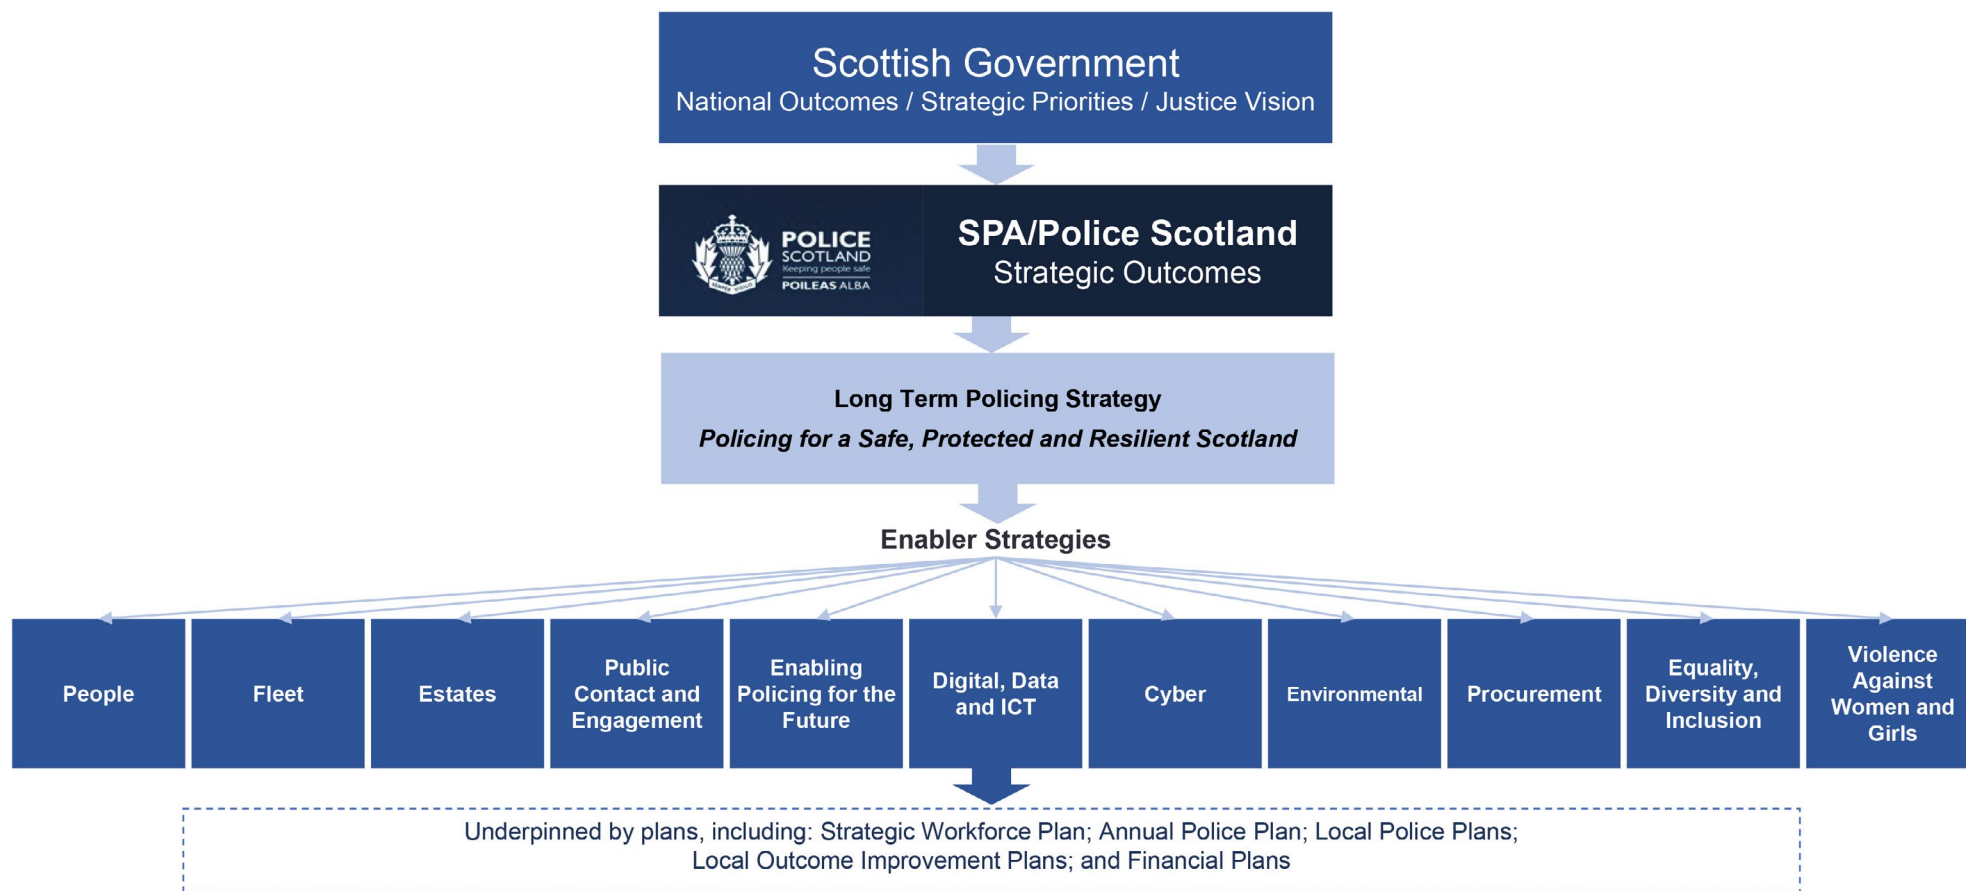 Scottish Government
National Outcomes / Strategic Priorities / Justice Vision
POLICE
SCOTLAND
Keeping people safe
POILEAS ALBA
SEMPER VIGILO
SPA/Police Scotland
Strategic Outcomes
Long Term Policing Strategy
Policing for a Safe, Protected and Resilient Scotland
Enabler Strategies
People
Fleet
Estates
Public
Contact and
Engagement
Enabling
Policing for the
Future
Digital, Data
and ICT
Cyber
Environmental
Procurement
Equality,
Diversity and
Inclusion
Violence
Against
Women and
Girls
Underpinned by plans, including: Strategic Workforce Plan; Annual Police Plan; Local Police Plans;
Local Outcome Improvement Plans; and Financial Plans